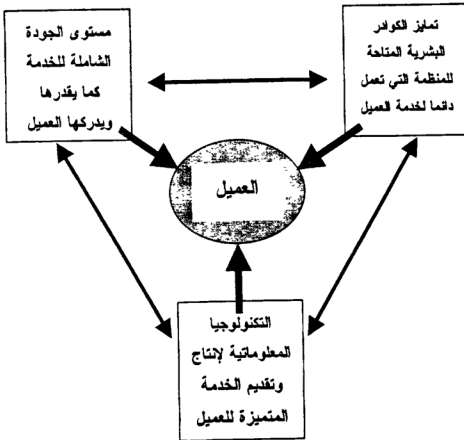 تمايز الكوادر
البشرية المتاحة
للمنظمة التي تعمل
دائما لخدمة العميل
مستوى الجودة
الشاملة للخدمة
كما يقدرها
ويدركها العميل
العميل
التكنولوجيا
المعلوماتية لإنتاج
وتقديم الخدمة
المتميزة للعميل